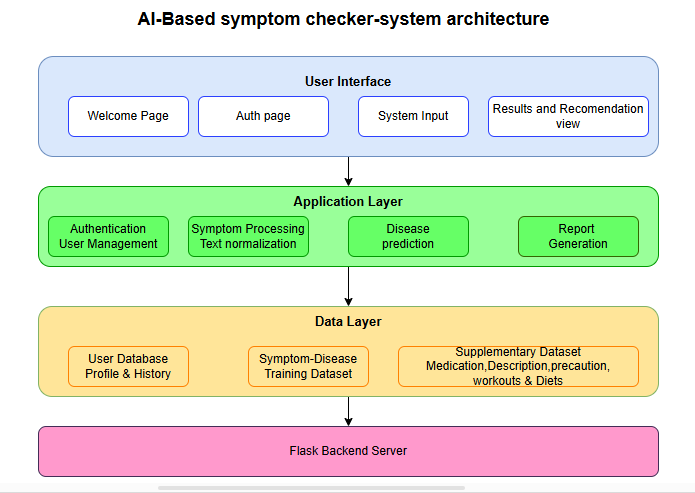 AI-Based symptom checker-system architecture
User Interface
Welcome Page
Auth page
System Input
Results and Recomendation
view
Application Layer
Authentication
User Management
Symptom Processing
Text normalization
Disease
prediction
Report
Generation
Data Layer
User Database
Profile & History
Symptom-Disease
Training Dataset
Supplementary Dataset
Medication,Description,precaution,
workouts & Diets
Flask Backend Server